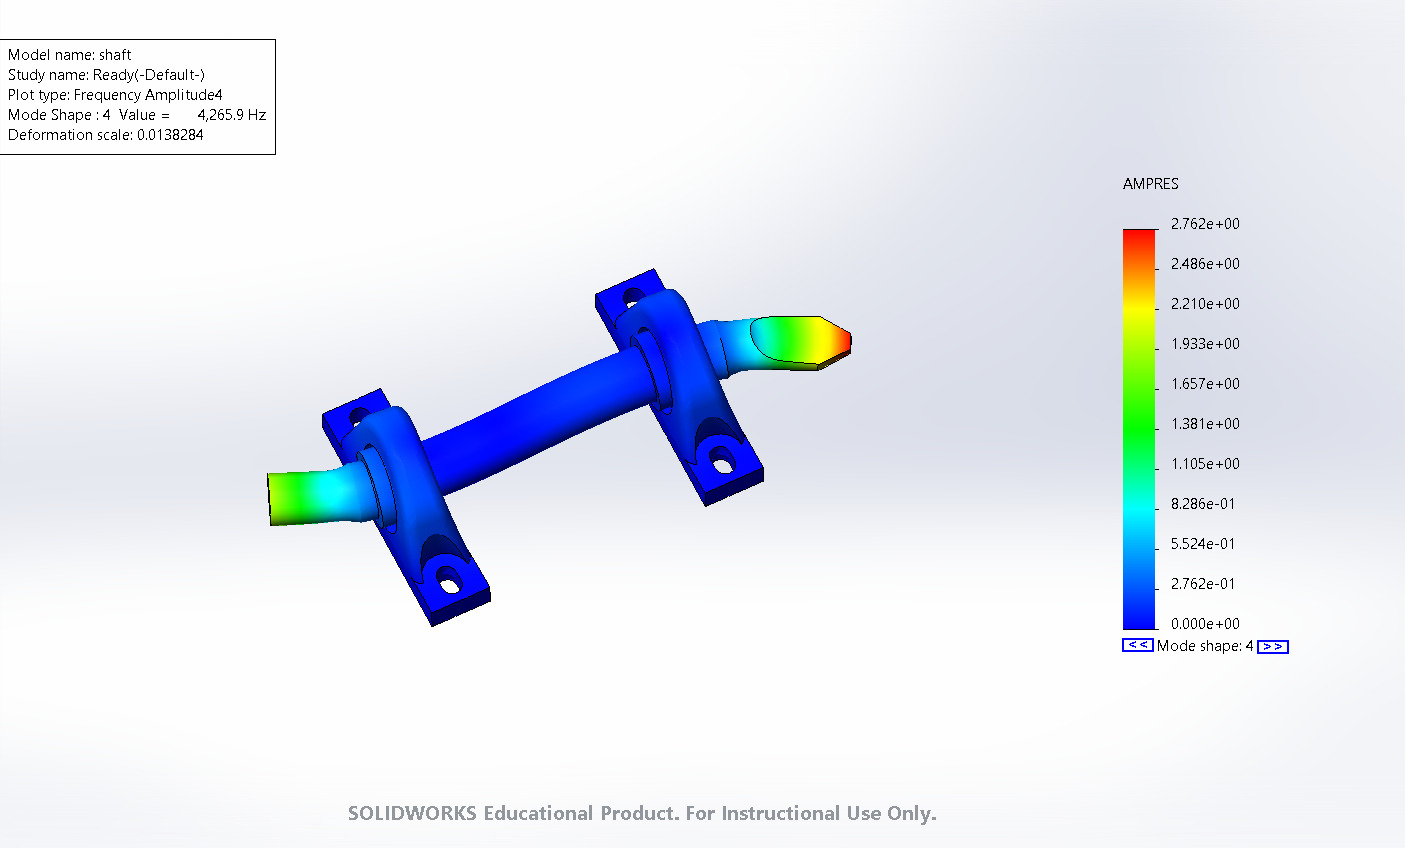 Model name: shaft
Study name: Ready(-Default-)
Plot type: Frequency Amplitude4
Mode Shape : 4 Value = 4,265.9 Hz
Deformation scale: 0.0138284
AMPRES
2.762e+00
2.486e+00
2.210e+00
1.933e+00
1.657e+00
1.381e+00
1.105e+00
8.286e-01
5.524e-01
2.762e-01
0.000e+00
<< Mode shape: 4 >>
SOLIDWORKS Educational Product. For Instructional Use Only.